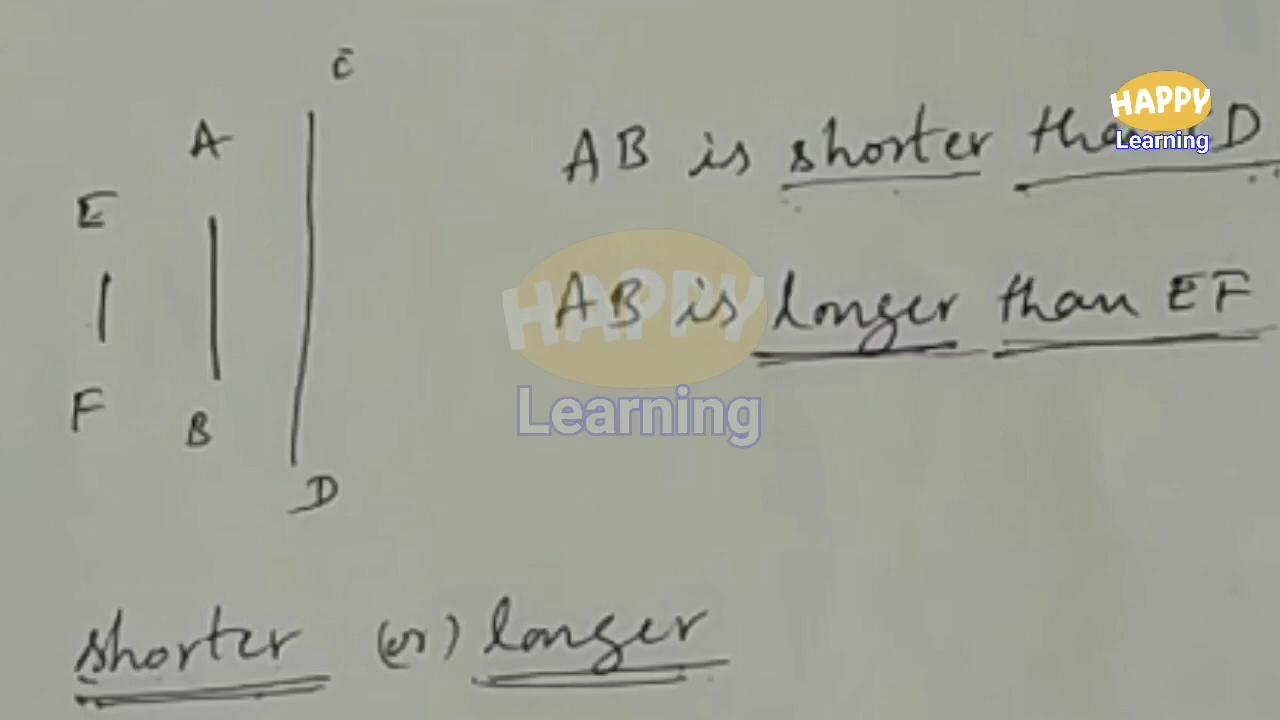 C
A
E
F
B
D
AB is shorter than CD
HAPPY
Learning
AB is longer than EF
HAPPY
Learning
shorter (or) longer